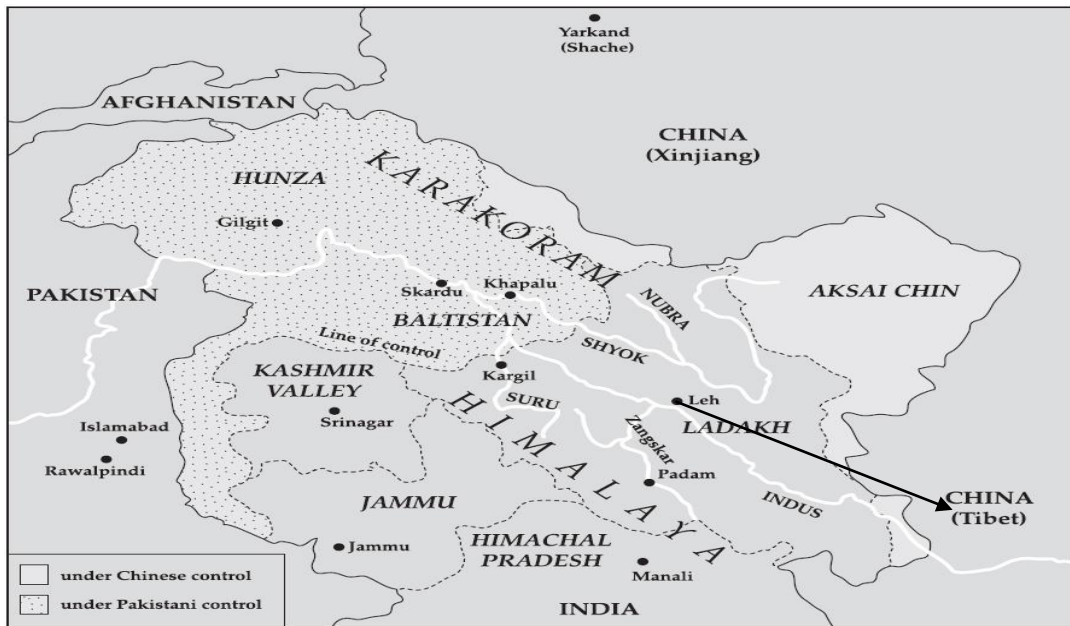 Yarkand
(Shache)
AFGHANISTAN
CHINA
(Xinjiang)
HUNZA
KARAKORAM
Gilgit
PAKISTAN
Skardu
Khapalu
NUBRA
AKSAI CHIN
BALTISTAN
Line of control
SHYOK
KASHMIR
VALLEY
Kargil
SURU
Leh
Srinagar
HIMALAYA
LADAKH
Islamabad
Zangskar
Rawalpindi
Padam
JAMMU
INDUS
CHINA
(Tibet)
HIMACHAL
PRADESH
Jammu
Manali
INDIA
under Chinese control
under Pakistani control